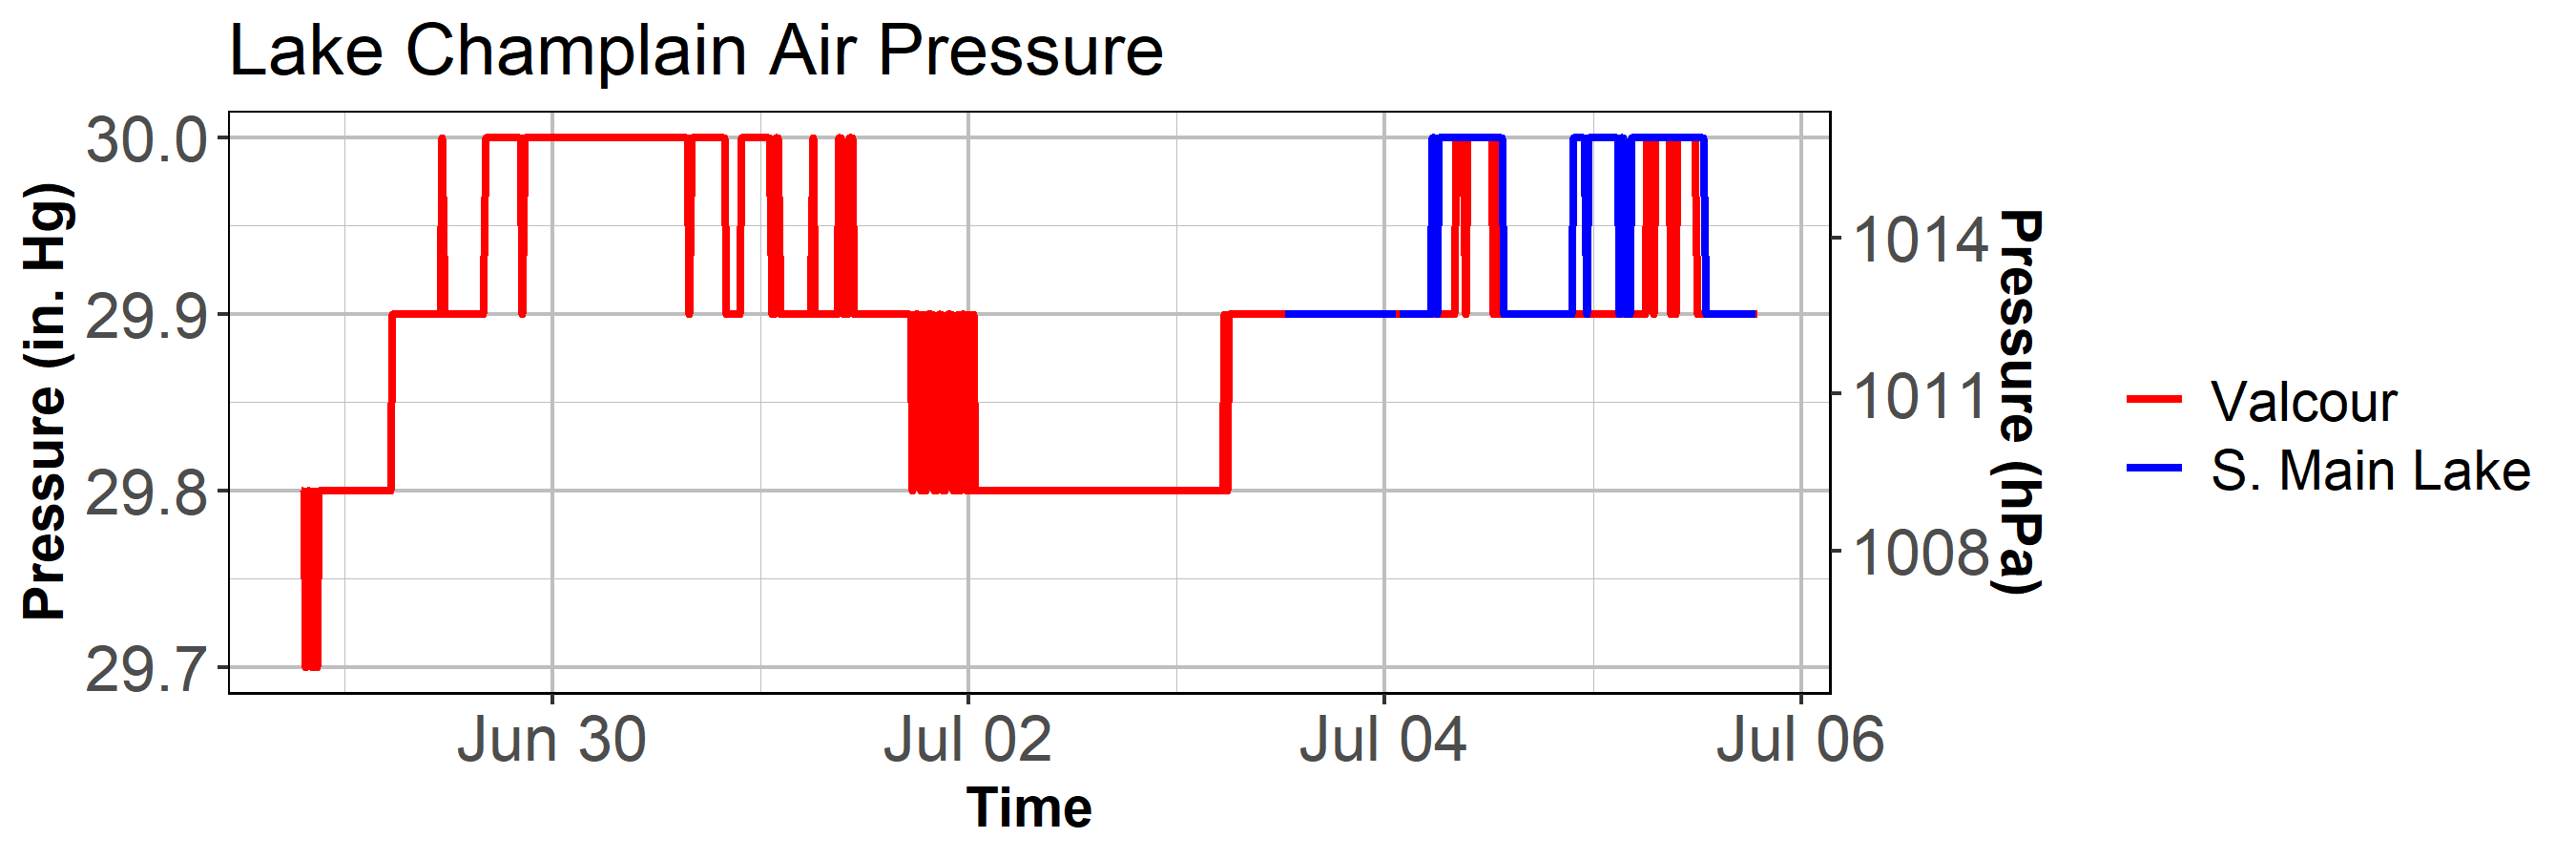 Lake Champlain Air Pressure
Pressure (in. Hg)
30.0
29.9
29.8
29.7
Jun 30
Jul 02
Jul 04
Jul 06
Time
1014
1011
1008
Pressure (hPa)
Valcour
S. Main Lake